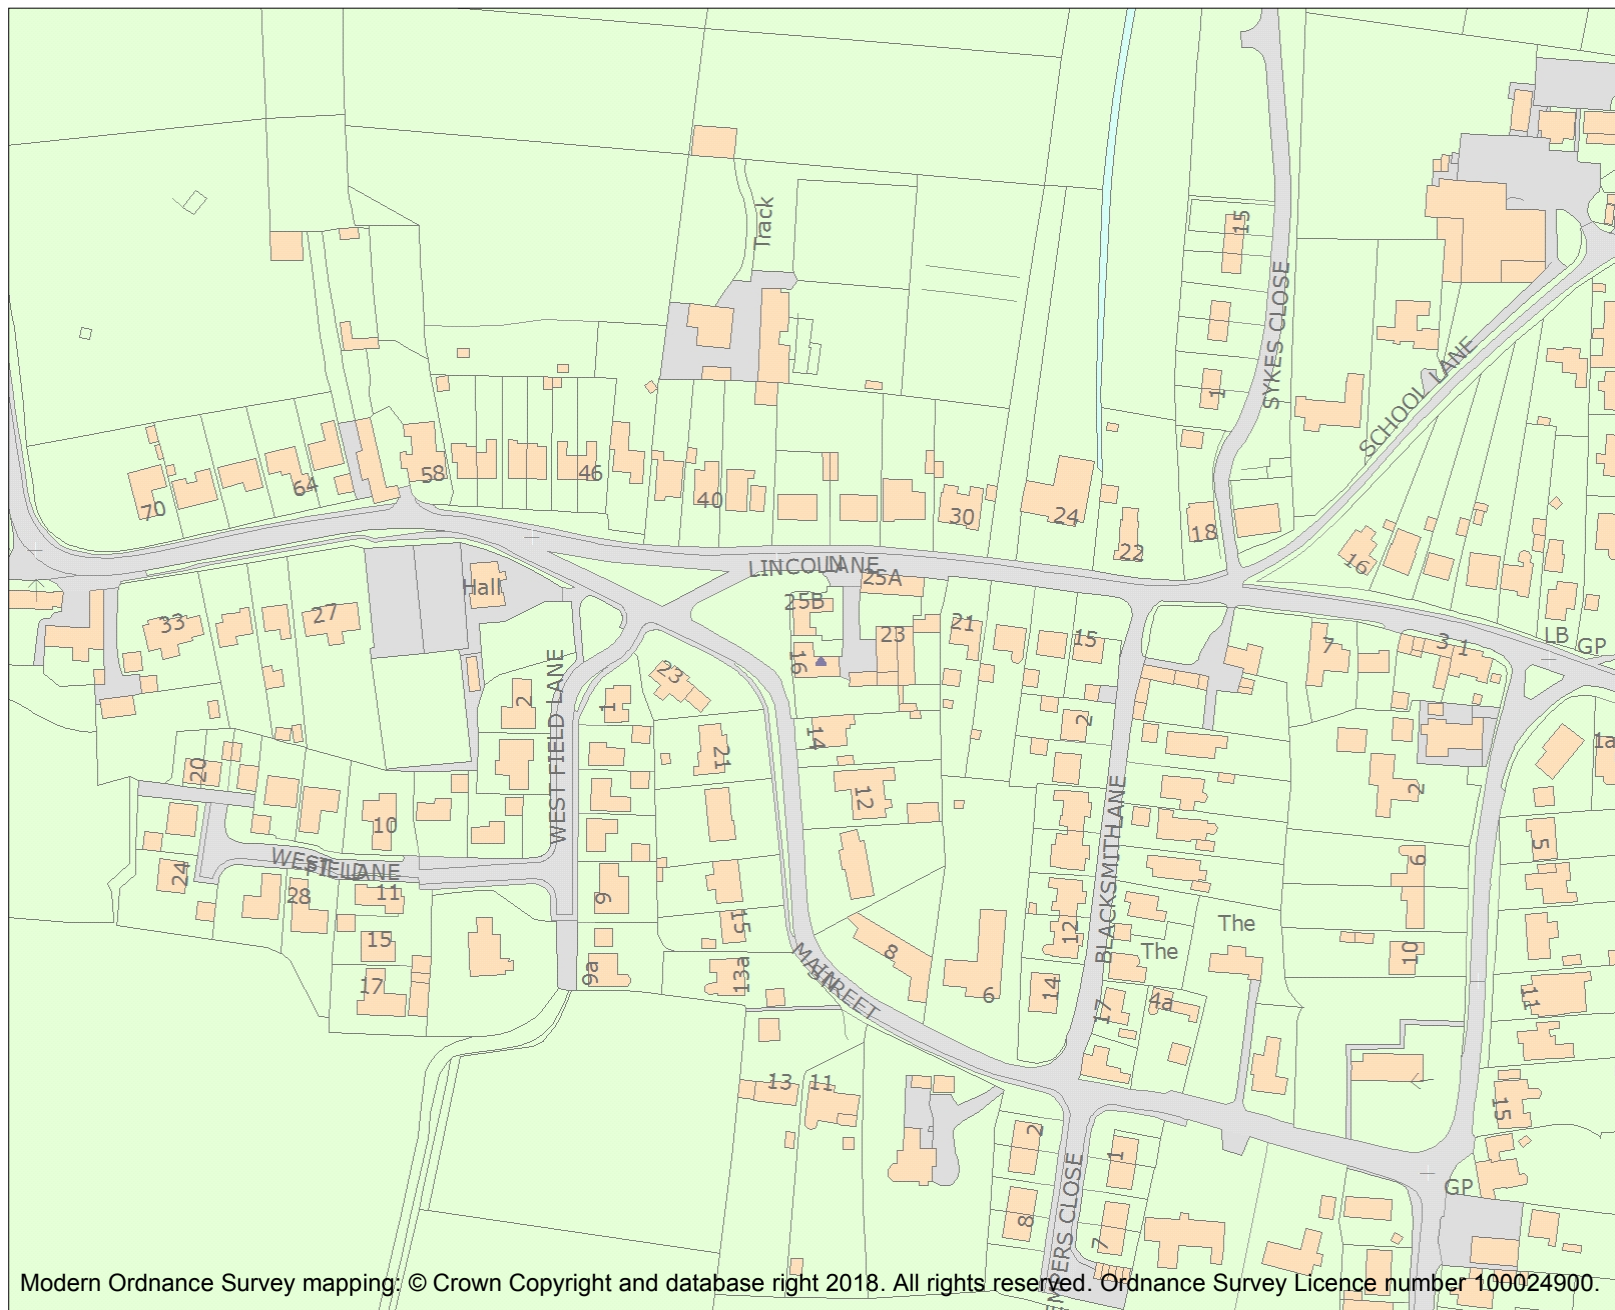 Track
15
SYKES CLOSE
1
SCHOOL LANE
70
64
58
46
40
30
24
22
18
16
LINCOLN LANE
25A
Hall
33
27
25B
23
21
15
7
3
1
LB
GP
16
23
2
1
WEST FIELD LANE
14
21
2
1a
20
12
2
10
BLACKSMITH LANE
5
WESTFIELD LANE
24
28
11
9
9
15
15
12
The
The
8
10
17
9a
13a
6
14
17
4a
11
MAIN STREET
13
11
15
2
1
GP
8
7
EMPERS CLOSE
Modern Ordnance Survey mapping: © Crown Copyright and database right 2018. All rights reserved. Ordnance Survey Licence number 100024900.